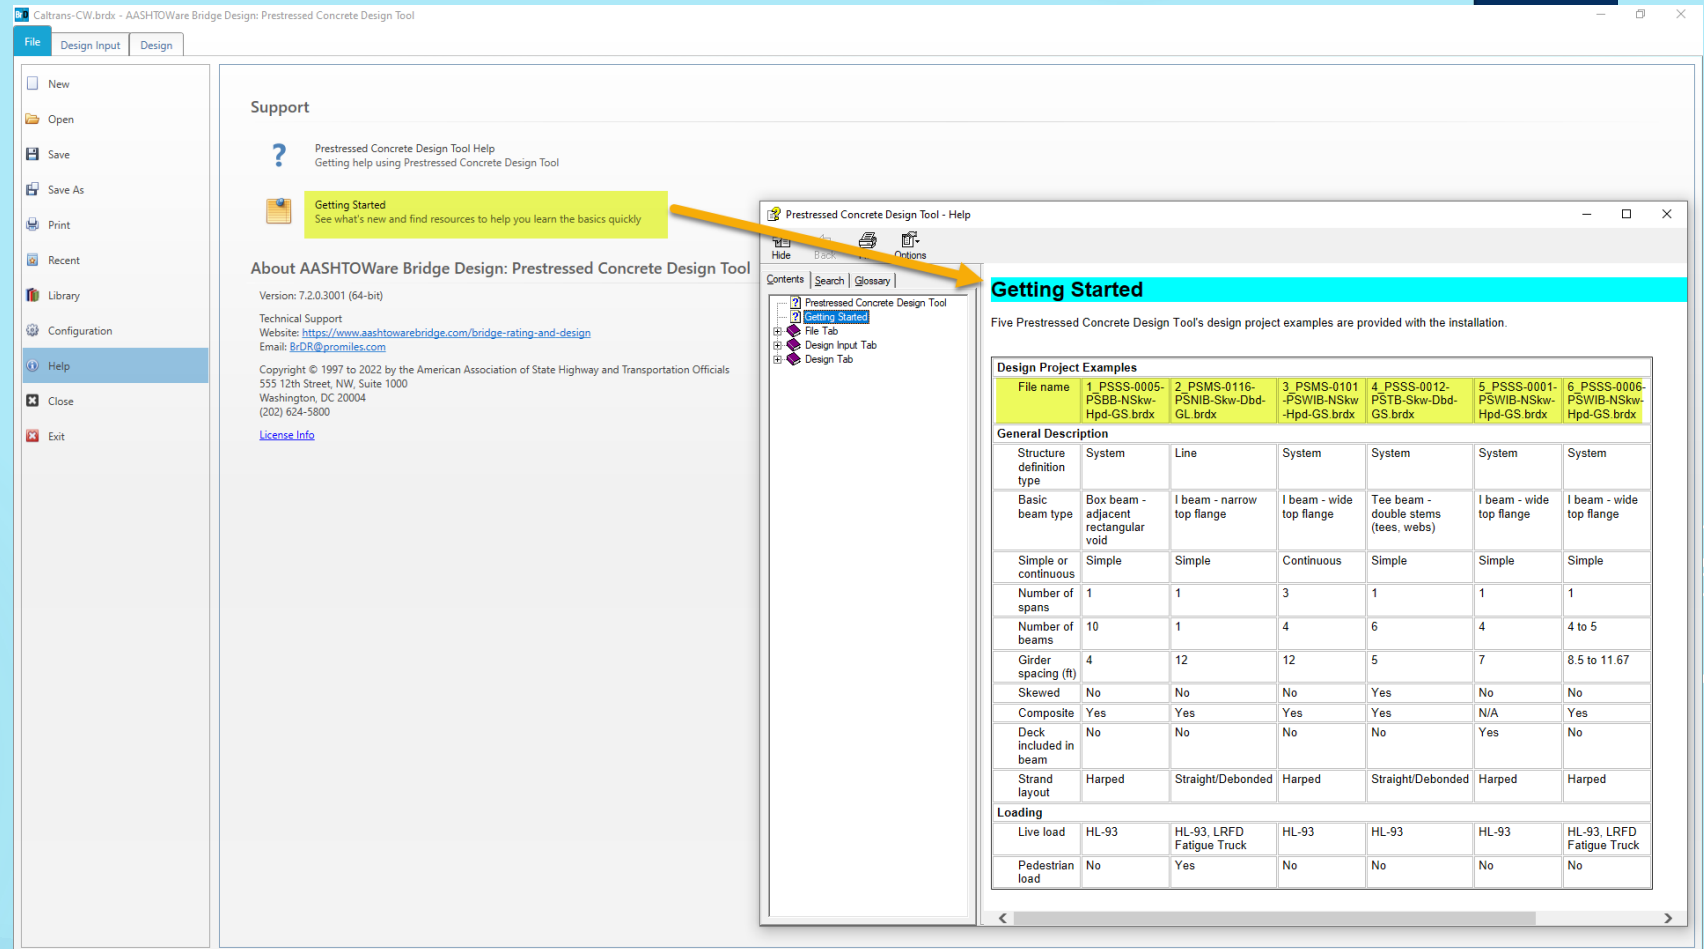 BrD Caltrans-CW.brdx - AASHTOWare Bridge Design: Prestressed Concrete Design Tool
File
Design Input
Design
New
Open
Save
Save As
Print
Recent
Library
Configuration
Help
Close
Exit
Support
Prestressed Concrete Design Tool Help
Getting help using Prestressed Concrete Design Tool
Getting Started
See what's new and find resources to help you learn the basics quickly
About AASHTOWare Bridge Design: Prestressed Concrete Design Tool
Version: 7.2.0.3001 (64-bit)
Technical Support
Website: https://www.aashtowarebridge.com/bridge-rating-and-design
Email: BrDR@promiles.com
Copyright © 1997 to 2022 by the American Association of State Highway and Transportation Officials
555 12th Street, NW, Suite 1000
Washington, DC 20004
(202) 624-5800
License Info
Prestressed Concrete Design Tool - Help
Hide
Back
Options
Contents
Search
Glossary
Prestressed Concrete Design Tool
Getting Started
File Tab
Design Input Tab
Design Tab
Getting Started
Five Prestressed Concrete Design Tool's design project examples are provided with the installation.
Design Project Examples
File name 1_PSSS-0005- 2_PSMS-0116- 3_PSMS-0101 4_PSSS-0012- 5_PSSS-0001- 6_PSSS-0006-
PSBB-NSkw- PSNIB-Skw-Dbd- -PSWIB-NSkw PSTB-Skw-Dbd- PSWIB-NSkw- PSWIB-NSkw-
Hpd-GS.brdx GL.brdx -Hpd-GS.brdx GS.brdx Hpd-GS.brdx Hpd-GS.brdx
General Description
Structure System Line System System System System
definition
type
Basic Box beam - I beam - narrow I beam - wide Tee beam - I beam - wide I beam - wide
beam type adjacent top flange top flange double stems top flange top flange
rectangular (tees, webs)
void
Simple or Simple Simple Continuous Simple Simple Simple
continuous
Number of 1 1 3 1 1 1
spans
Number of 10 1 4 6 4 4 to 5
beams
Girder 4 12 12 5 7 8.5 to 11.67
spacing (ft)
Skewed No No No Yes No No
Composite Yes Yes Yes Yes N/A Yes
Deck No No No No Yes No
included in
beam
Strand Harped Straight/Debonded Harped Straight/Debonded Harped Harped
layout
Loading
Live load HL-93 HL-93, LRFD HL-93 HL-93 HL-93 HL-93, LRFD
Fatigue Truck Fatigue Truck
Pedestrian No Yes No No No No
load